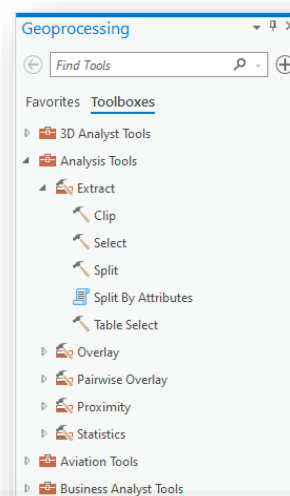 Geoprocessing
Find Tools
Favorites Toolboxes
3D Analyst Tools
Analysis Tools
Extract
Clip
Select
Split
Split By Attributes
Table Select
Overlay
Pairwise Overlay
Proximity
Statistics
Aviation Tools
Business Analyst Tools